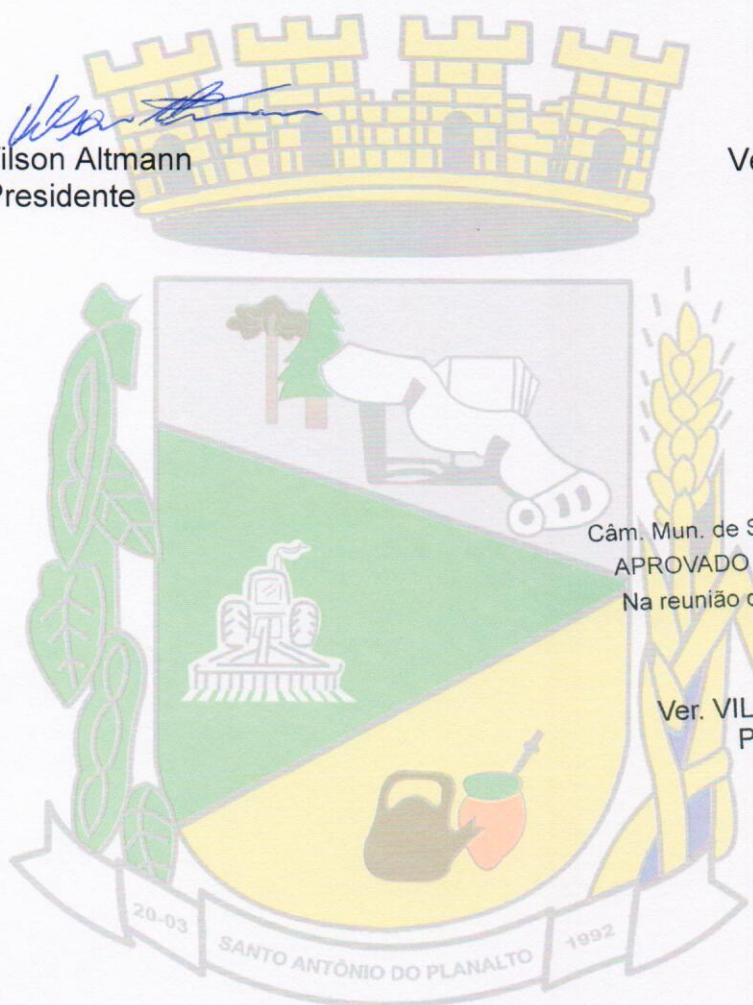 ilson Altmann
Presidente
Ve
Câm. Mun. de S
APROVADO
Na reunião d
Ver. VIL
P
20-03
SANTO ANTÔNIO DO PLANALTO
1992